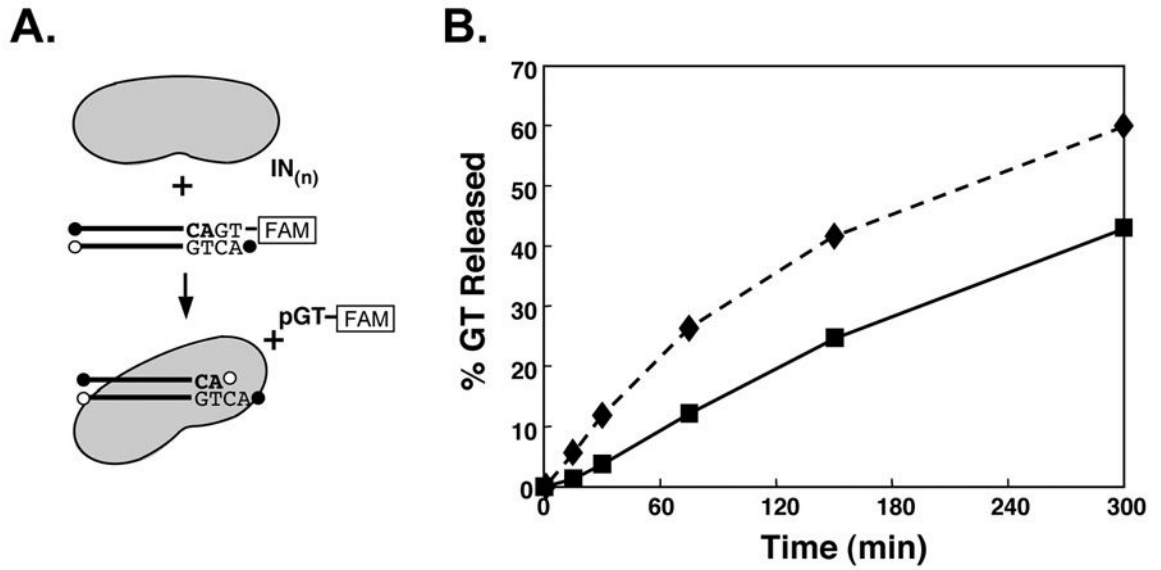 A.
IN(n)
+
CAGT FAM
GTCA
pGT FAM
+
CA
GTCA
B.
% GT Released
70
60
50
40
30
20
10
0
0 60 120 180 240 300
Time (min)